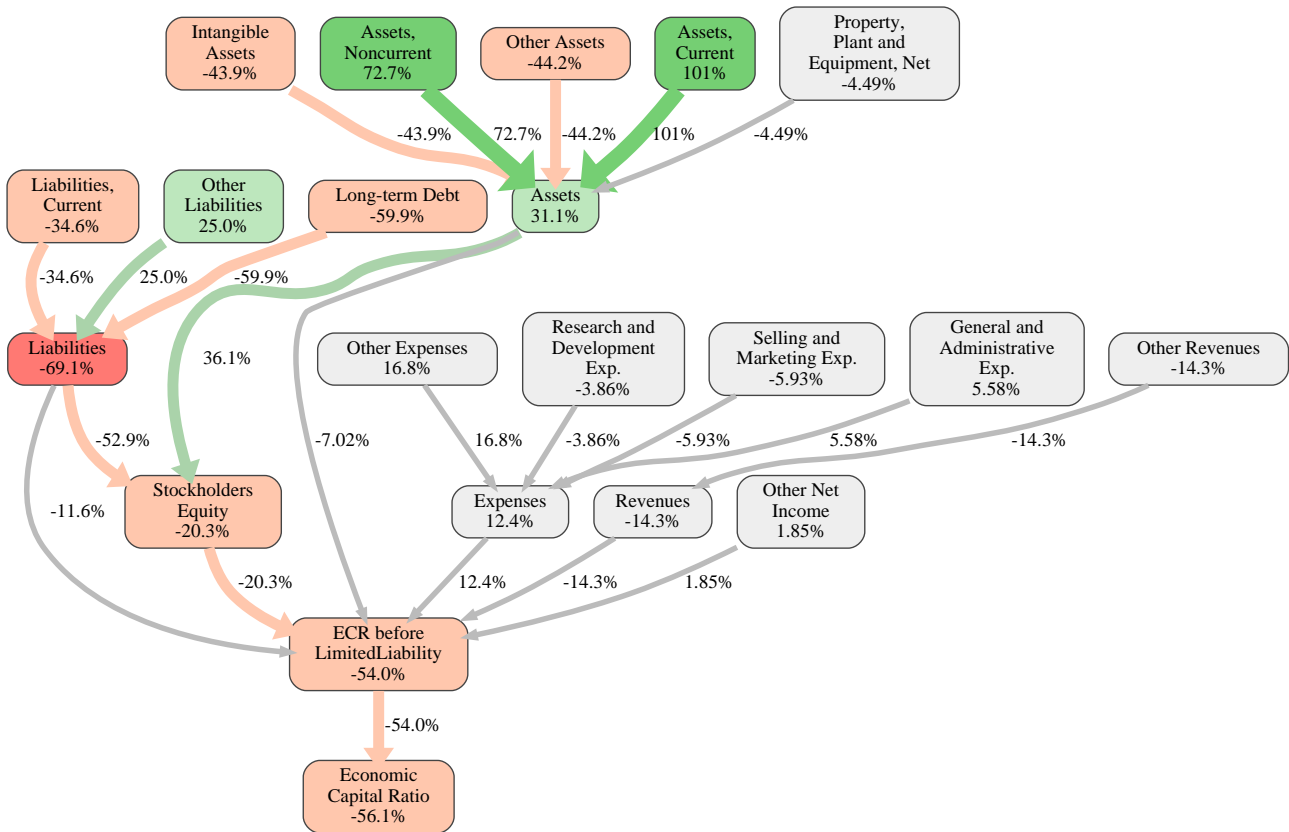 Intangible
Assets
-43.9%
Assets,
Noncurrent
72.7%
Other Assets
-44.2%
Assets,
Current
101%
Property,
Plant and
Equipment, Net
-4.49%
-43.9%
72.7%
-44.2%
101%
-4.49%
Liabilities,
Current
-34.6%
Other
Liabilities
25.0%
Long-term Debt
-59.9%
Assets
31.1%
-34.6%
25.0%
-59.9%
Liabilities
-69.1%
36.1%
Other Expenses
16.8%
Research and
Development
Exp.
-3.86%
Selling and
Marketing Exp.
-5.93%
General and
Administrative
Exp.
5.58%
Other Revenues
-14.3%
-52.9%
-7.02%
16.8%
-3.86%
-5.93%
5.58%
-14.3%
-11.6%
Stockholders
Equity
-20.3%
Expenses
12.4%
Revenues
-14.3%
Other Net
Income
1.85%
-20.3%
12.4%
-14.3%
1.85%
ECR before
LimitedLiability
-54.0%
-54.0%
Economic
Capital Ratio
-56.1%